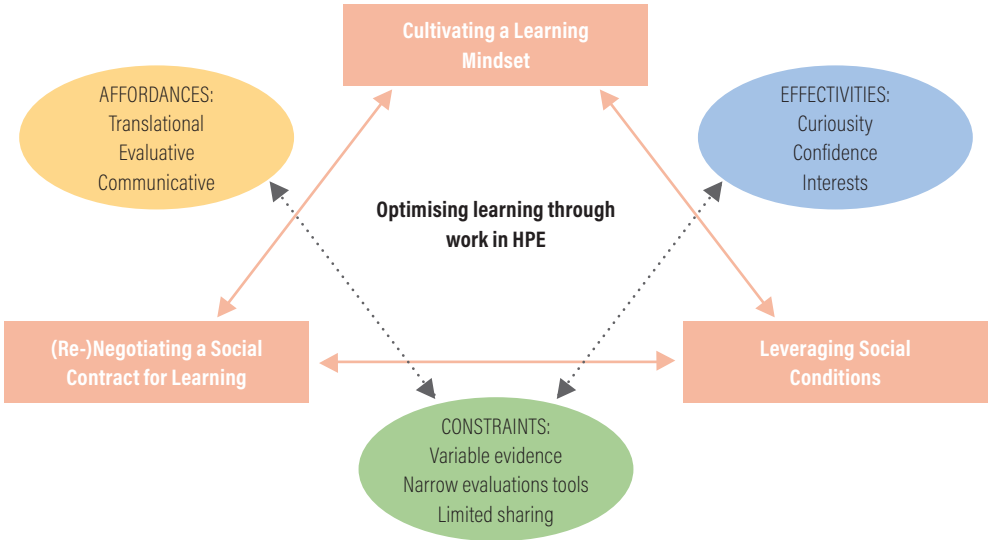 Cultivating a Learning
Mindset
AFFORDANCES:
Translational
Evaluative
Communicative
EFFECTIVITIES:
Curiousity
Confidence
Interests
Optimising learning through
work in HPE
(Re-)Negotiating a Social
Contract for Learning
Leveraging Social
Conditions
CONSTRAINTS:
Variable evidence
Narrow evaluations tools
Limited sharing